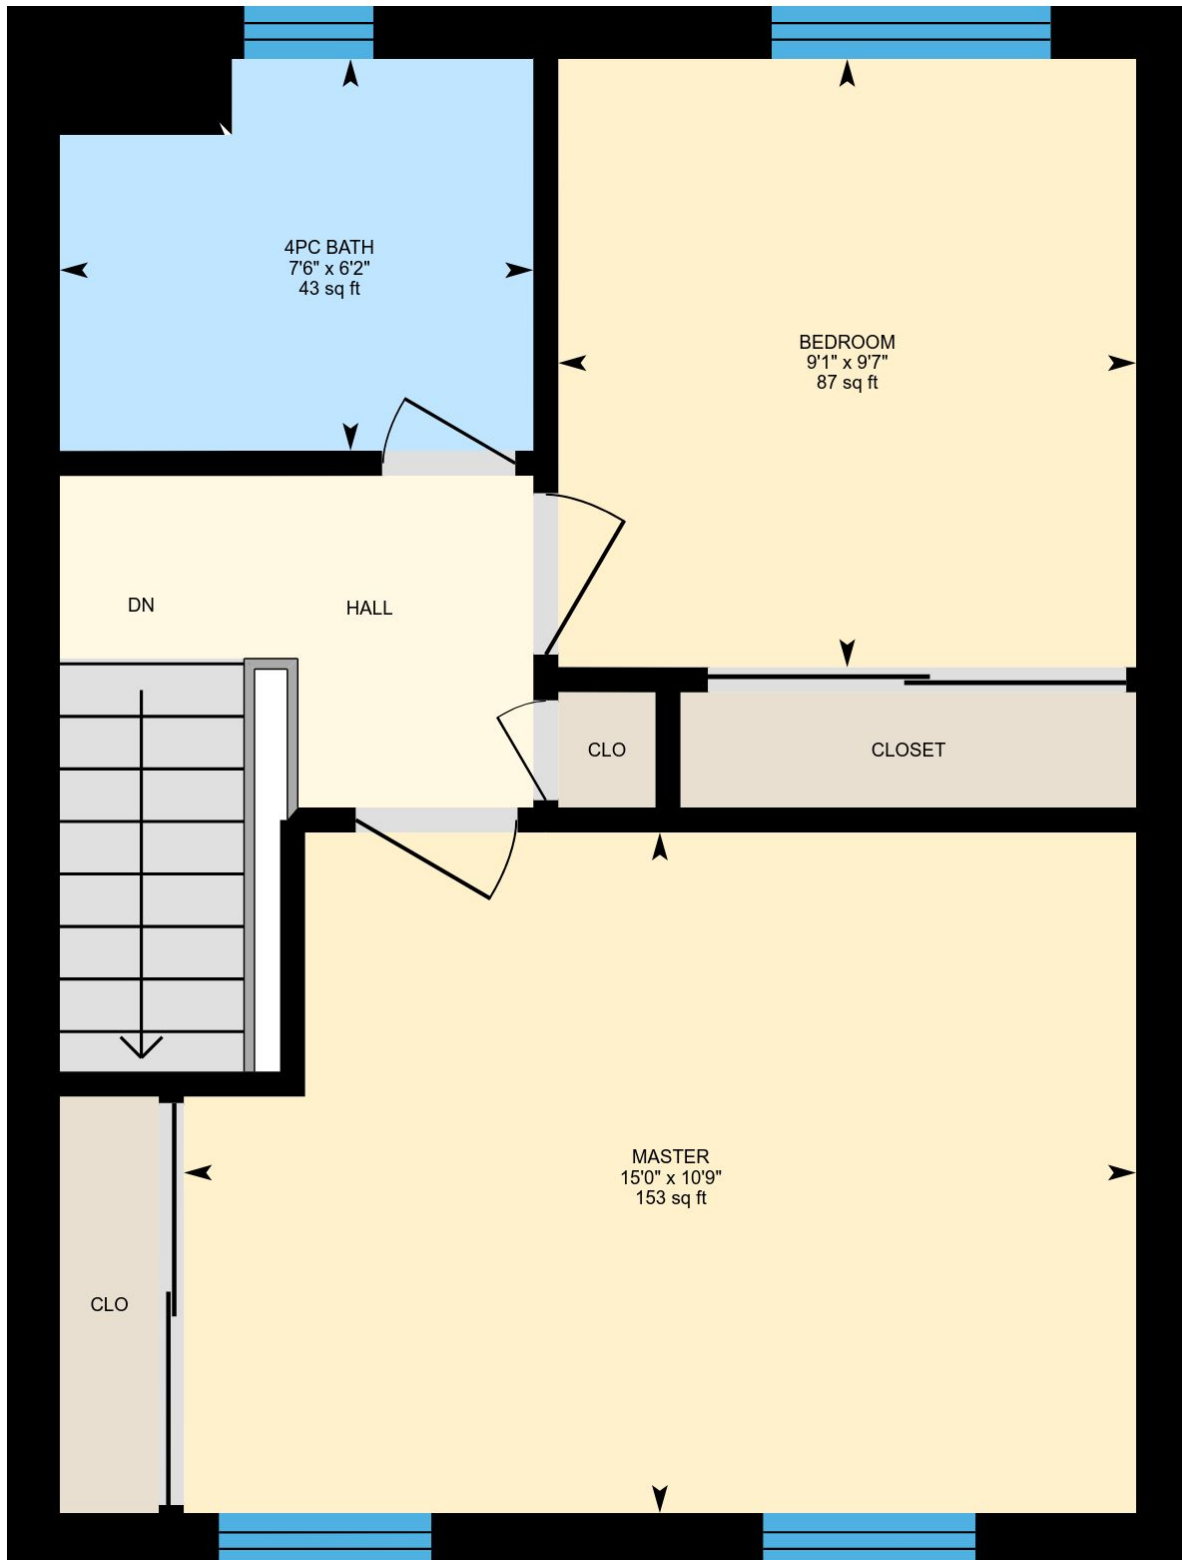 4PC BATH
7'6" x 6'2"
43 sq ft
BEDROOM
9'1" x 9'7"
87 sq ft
DN
HALL
CLO
CLOSET
MASTER
15'0" x 10'9"
153 sq ft
CLO